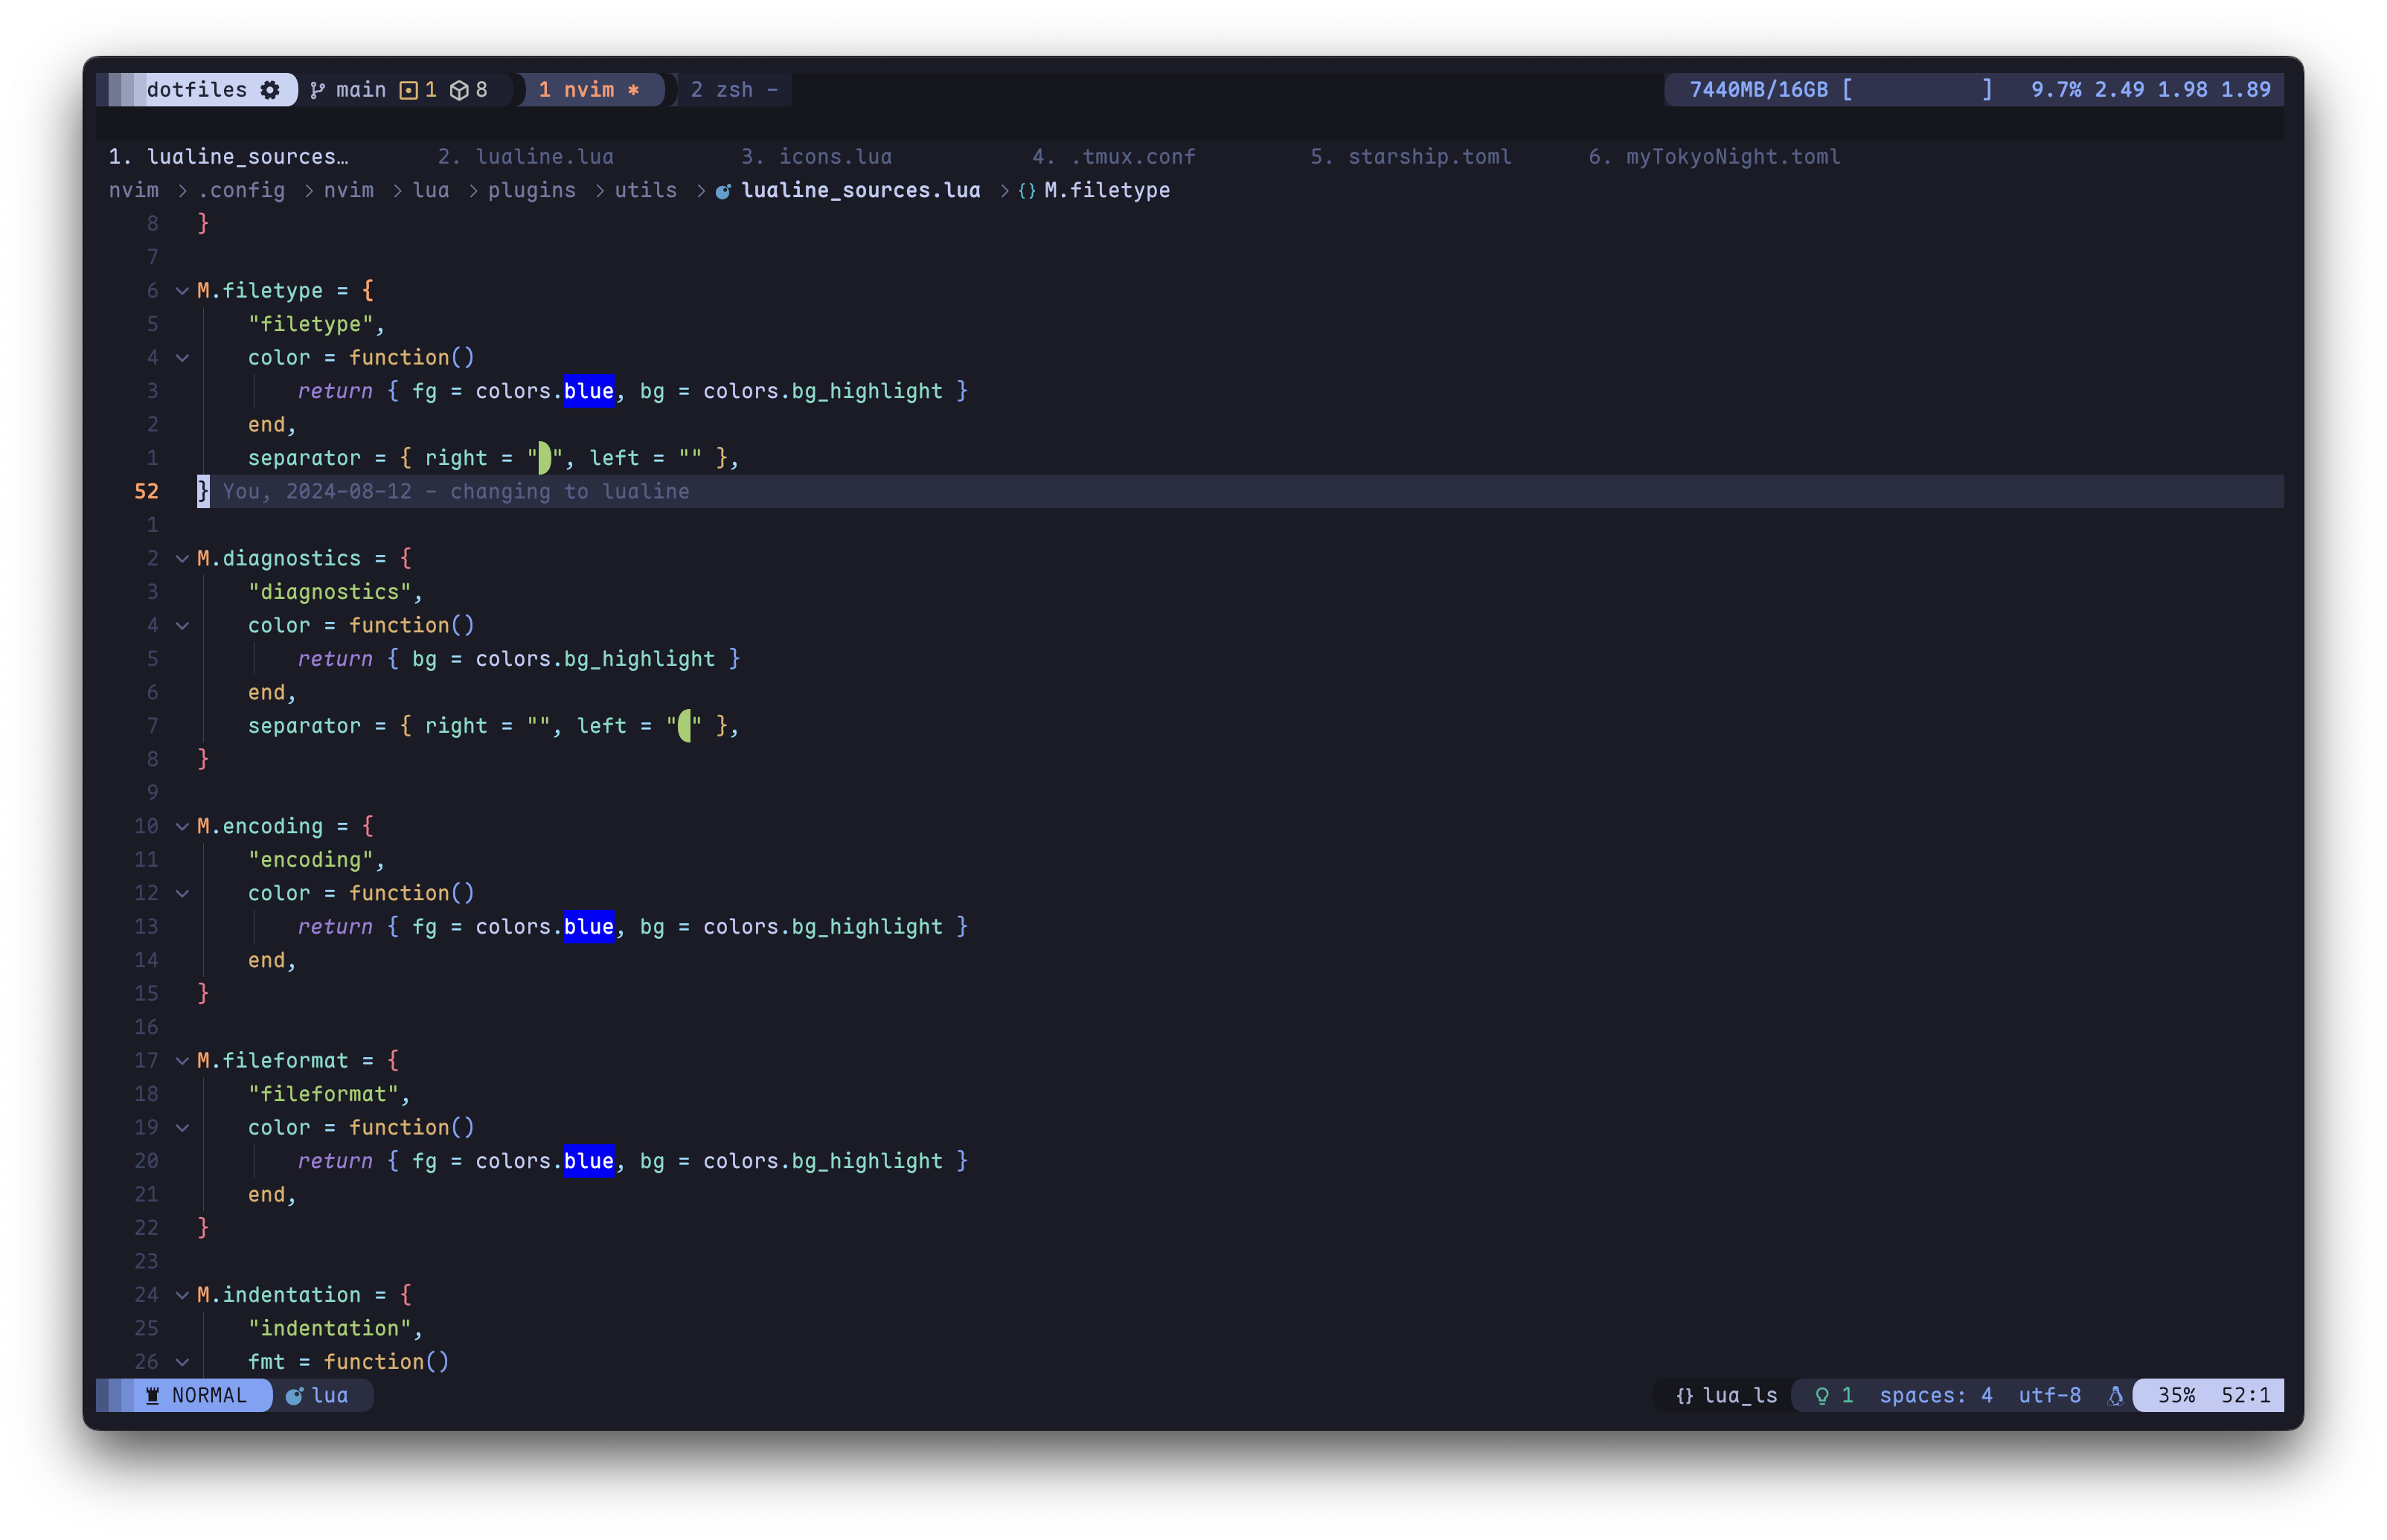 dotfiles main 1 8 1 nvim * 2 zsh - 7440MB/16GB [ ] 9.7% 2.49 1.98 1.89
1. lualine_sources… 2. lualine.lua 3. icons.lua 4. .tmux.conf 5. starship.toml 6. myTokyoNight.toml
nvim > .config > nvim > lua > plugins > utils > lualine_sources.lua > {} M.filetype
8 }
7
6 M.filetype = {
5 "filetype",
4 color = function()
3 return { fg = colors.blue, bg = colors.bg_highlight }
2 end,
1 separator = { right = "", left = "" },
52 } You, 2024-08-12 - changing to lualine
1
2 M.diagnostics = {
3 "diagnostics",
4 color = function()
5 return { bg = colors.bg_highlight }
6 end,
7 separator = { right = "", left = "" },
8 }
9
10 M.encoding = {
11 "encoding",
12 color = function()
13 return { fg = colors.blue, bg = colors.bg_highlight }
14 end,
15 }
16
17 M.fileformat = {
18 "fileformat",
19 color = function()
20 return { fg = colors.blue, bg = colors.bg_highlight }
21 end,
22 }
23
24 M.indentation = {
25 "indentation",
26 fmt = function()
NORMAL lua {} lua_ls 1 spaces: 4 utf-8 35% 52:1